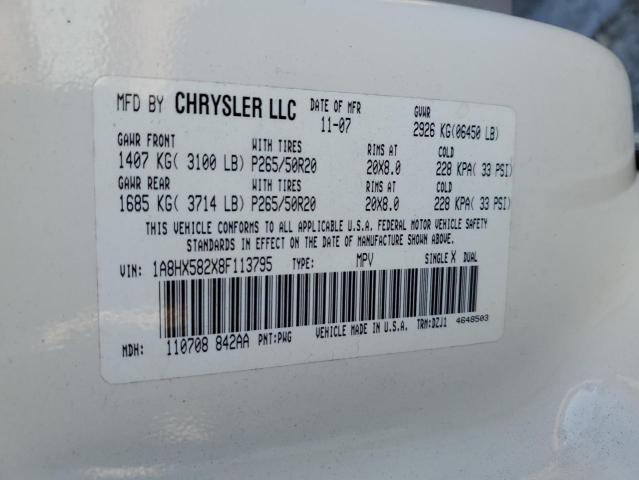 MFD BY CHRYSLER LLC DATE OF MFR 11-07 GVWR 2926 KG(06450 LB)
GAWR FRONT WITH TIRES RIMS AT COLD
1407 KG( 3100 LB) P265/50R20 20X8.0 228 KPA( 33 PSI)
GAWR REAR WITH TIRES RIMS AT COLD
1685 KG( 3714 LB) P265/50R20 20X8.0 228 KPA( 33 PSI)
THIS VEHICLE CONFORMS TO ALL APPLICABLE U.S.A. FEDERAL MOTOR VEHICLE SAFETY
STANDARDS IN EFFECT ON THE DATE OF MANUFACTURE SHOWN ABOVE.
VIN: 1A8HX582X8F113795 TYPE: MPV SINGLE X DUAL
MDH: 110708 842AA PNT:PWG VEHICLE MADE IN U.S.A. TRM:DZJ1 4648503